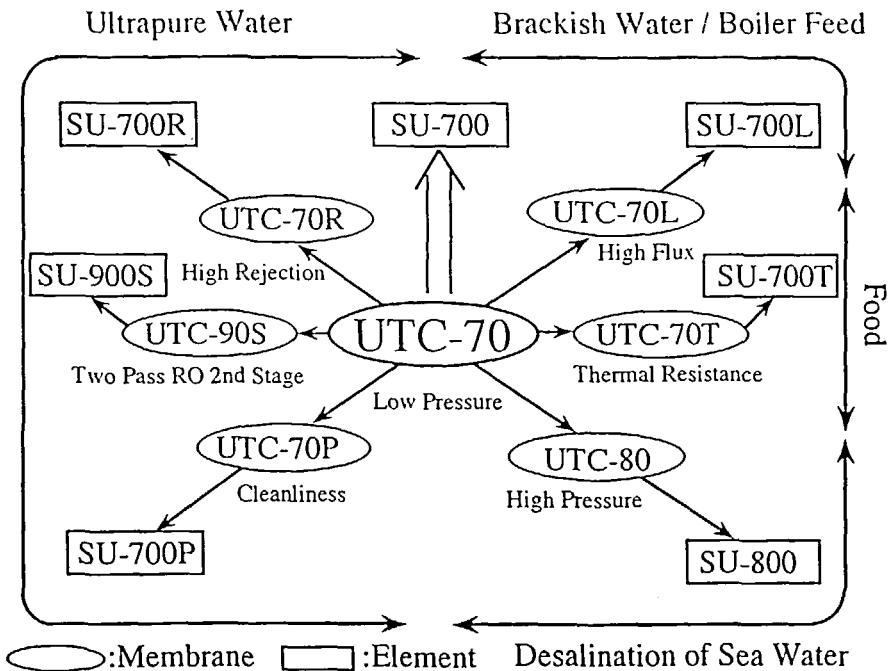 Ultrapure Water
Brackish Water / Boiler Feed
SU-700R
SU-700
SU-700L
UTC-70R
UTC-70L
High Rejection
High Flux
SU-900S
SU-700T
Food
UTC-90S
UTC-70
UTC-70T
Two Pass RO 2nd Stage
Thermal Resistance
Low Pressure
UTC-70P
UTC-80
Cleanliness
High Pressure
SU-700P
SU-800
:Membrane
:Element
Desalination of Sea Water